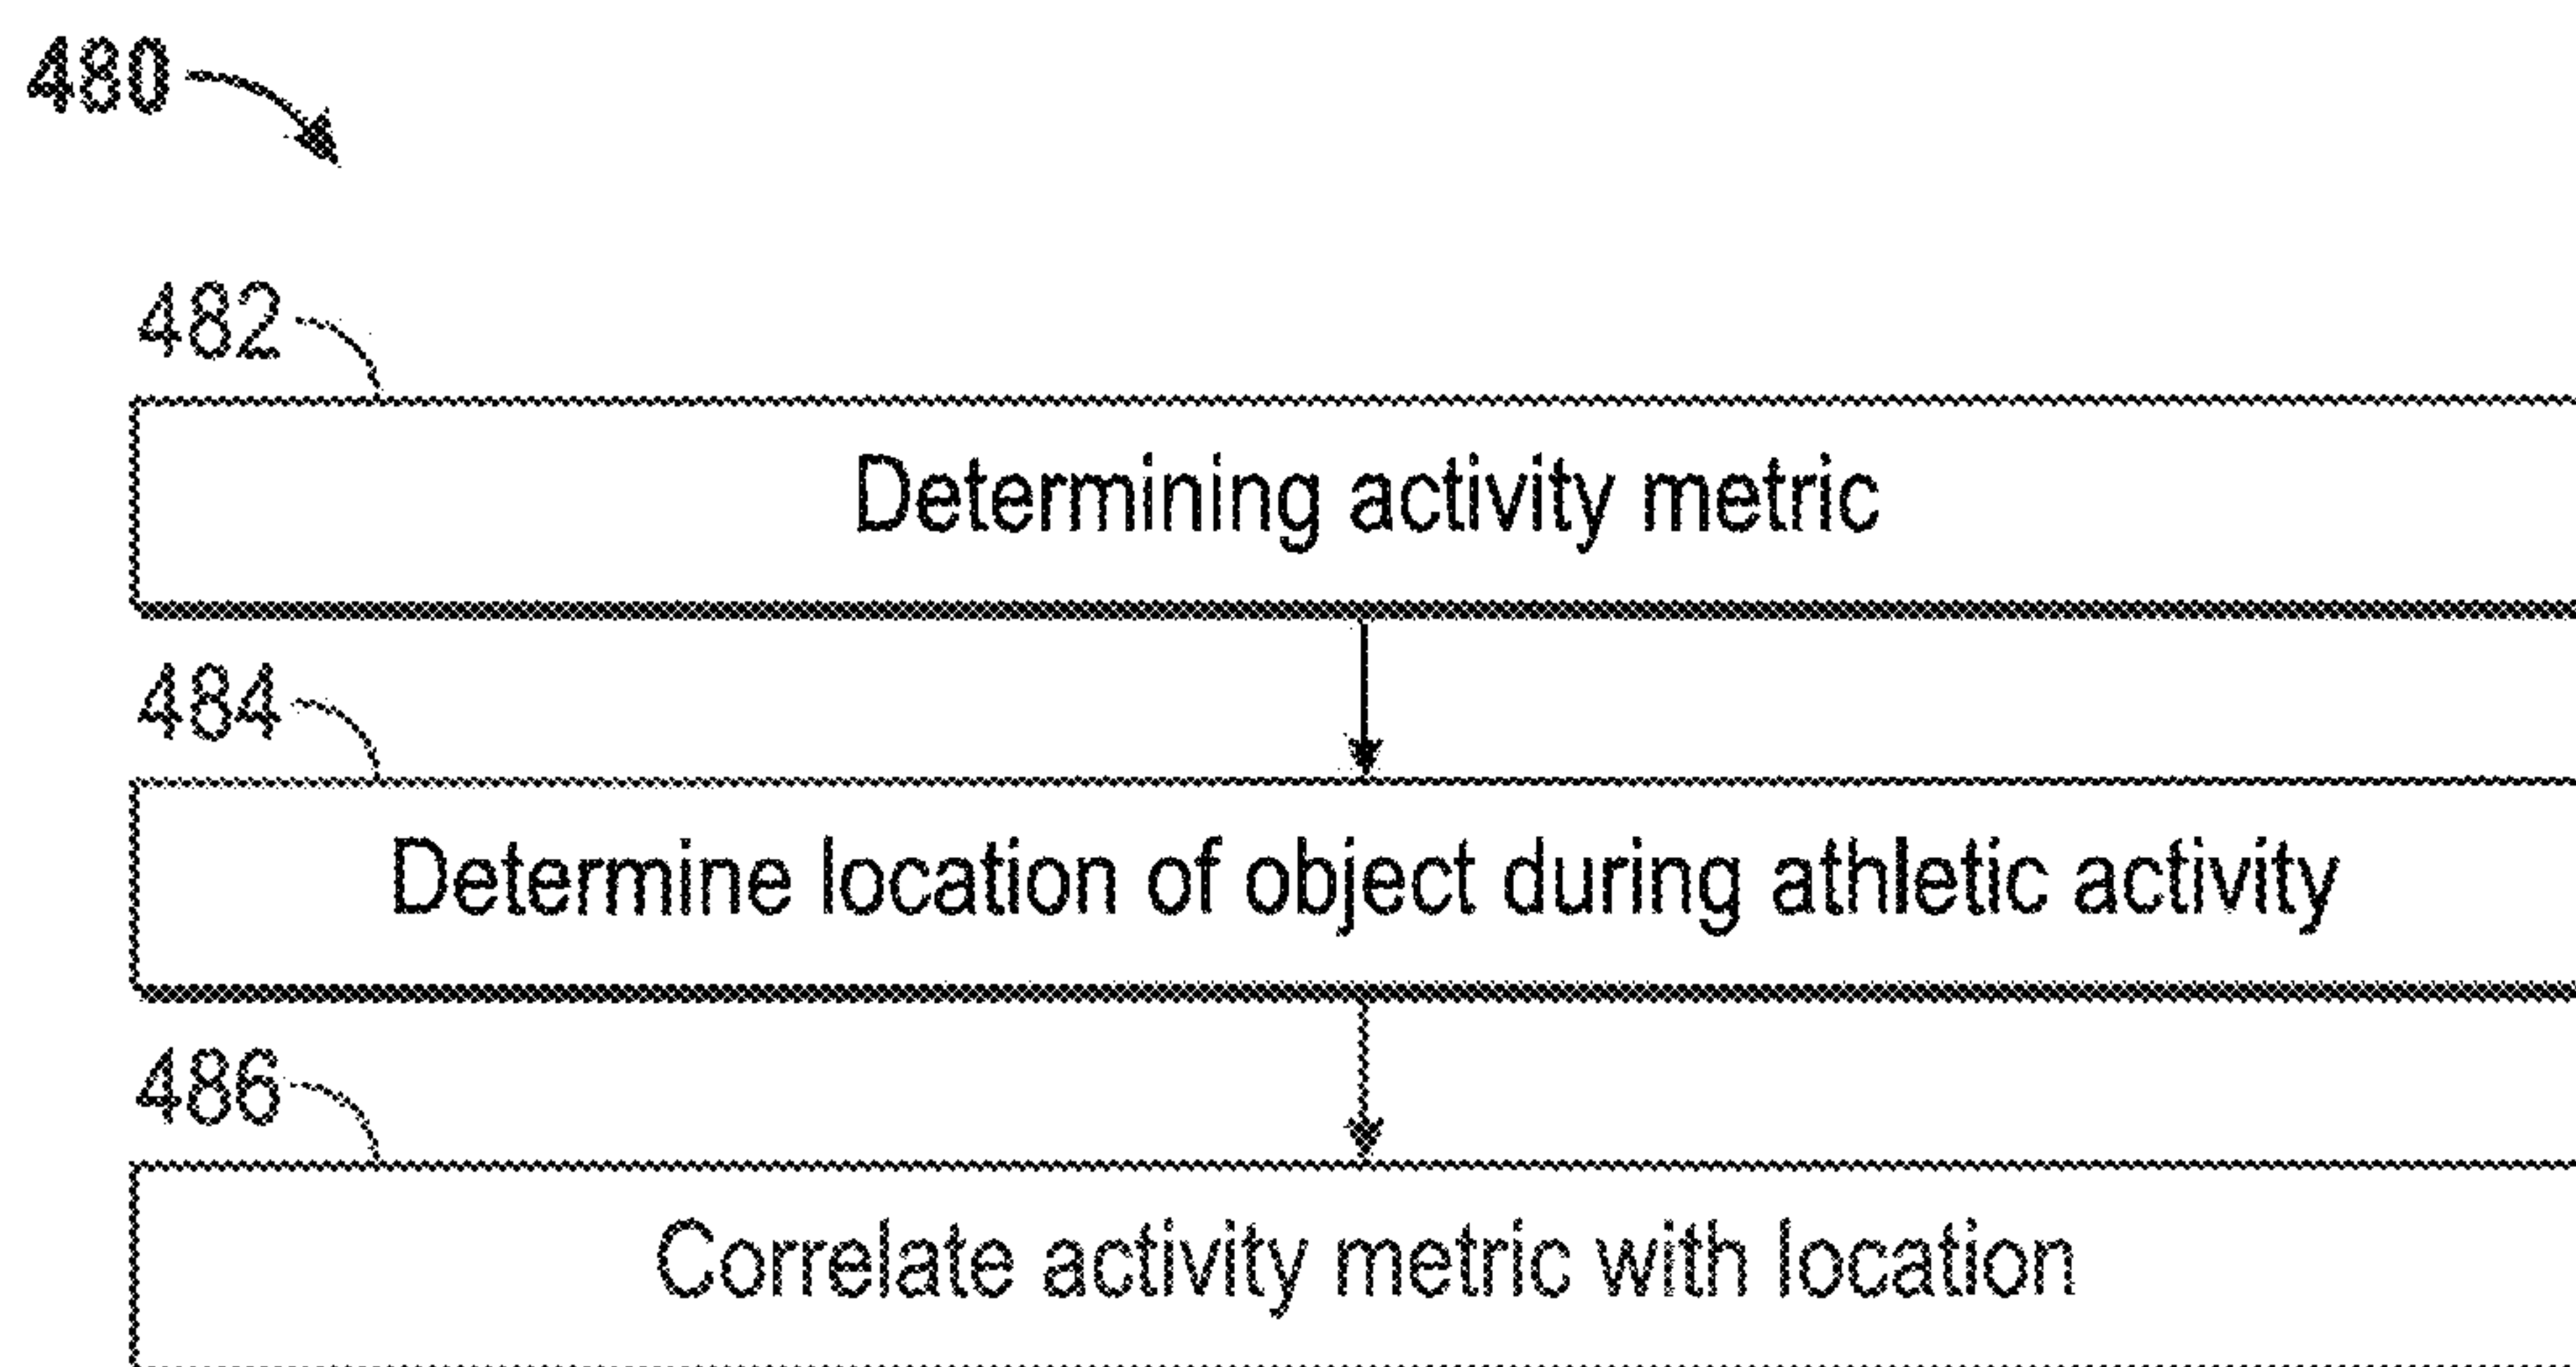 480
482
Determining activity metric
484
Determine location of object during athletic activity
486
Correlate activity metric with location